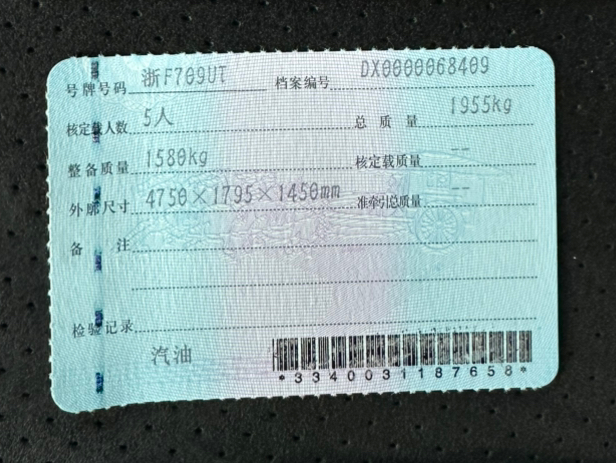 号牌号码 浙F709UT 档案编号 DX0000068409
核定载人数 5人 总质量 1955kg
整备质量 1580kg 核定载质量 --
外廓尺寸 4750×1795×1450mm 准牵引总质量 --
备注
检验记录
汽油
*3340031187658*